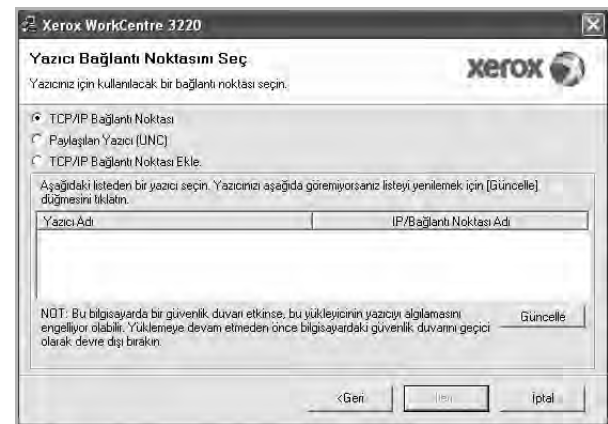 Xerox WorkCentre 3220
Yazıcı Bağlantı Noktasını Seç
Yazıcınız için kullanılacak bir bağlantı noktası seçin.
xerox
TCP/IP Bağlantı Noktası
Paylaşılan Yazıcı (UNC)
TCP/IP Bağlantı Noktası Ekle.
Aşağıdaki listeden bir yazıcı seçin. Yazıcınızı aşağıda göremiyorsanız listeyi yenilemek için [Güncelle]
düğmesini tıklatın.
Yazıcı Adı IP/Bağlantı Noktası Adı
NOT: Bu bilgisayarda bir güvenlik duvarı etkinse, bu yükleyicinin yazıcıyı algılamasını
engelliyor olabilir. Yüklemeye devam etmeden önce bilgisayardaki güvenlik duvarını geçici
olarak devre dışı bırakın.
Güncelle
<Geri İleri İptal